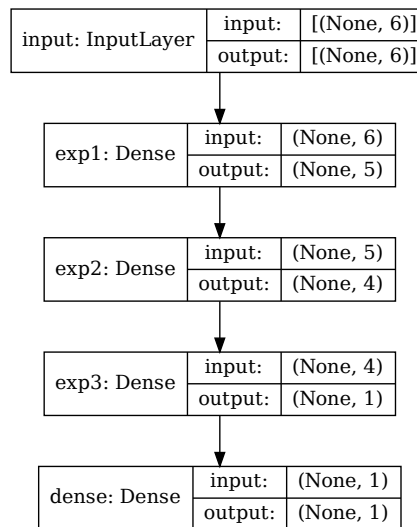 input: InputLayer
input:
[(None, 6)]
output:
[(None, 6)]
exp1: Dense
input:
(None, 6)
output:
(None, 5)
exp2: Dense
input:
(None, 5)
output:
(None, 4)
exp3: Dense
input:
(None, 4)
output:
(None, 1)
dense: Dense
input:
(None, 1)
output:
(None, 1)